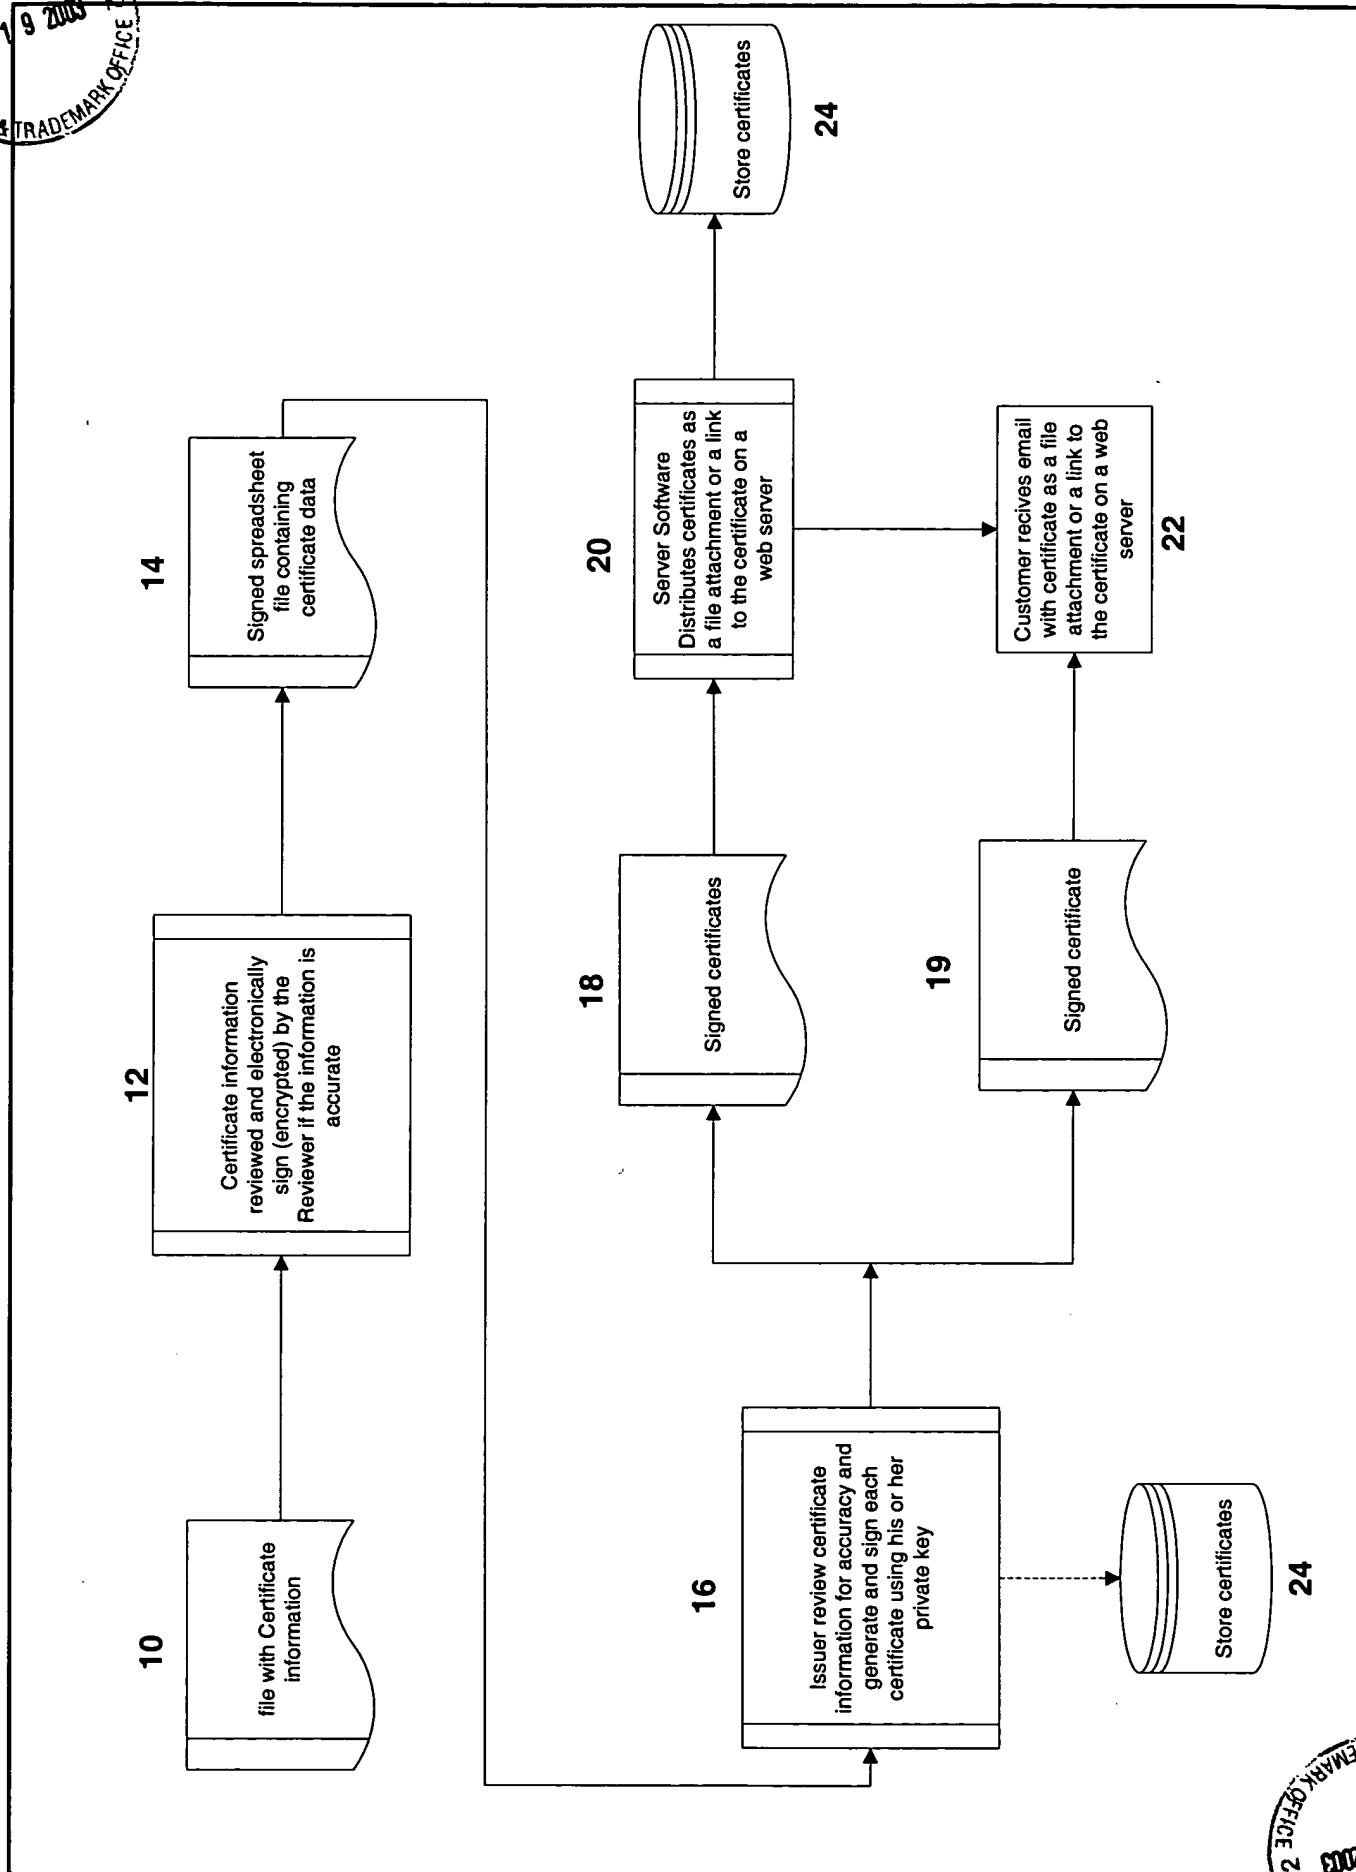 10
file with Certificate
information
12
Certificate information
reviewed and electronically
sign (encrypted) by the
Reviewer if the information is
accurate
14
Signed spreadsheet
file containing
certificate data
16
Issuer review certificate
information for accuracy and
generate and sign each
certificate using his or her
private key
Store certificates
24
18
Signed certificates
19
Signed certificate
20
Server Software
Distributes certificates as
a file attachment or a link
to the certificate on a
web server
22
Customer recives email
with certificate as a file
attachment or a link to
the certificate on a web
server
Store certificates
24
1 9 2003
& TRADEMARK OFFICE